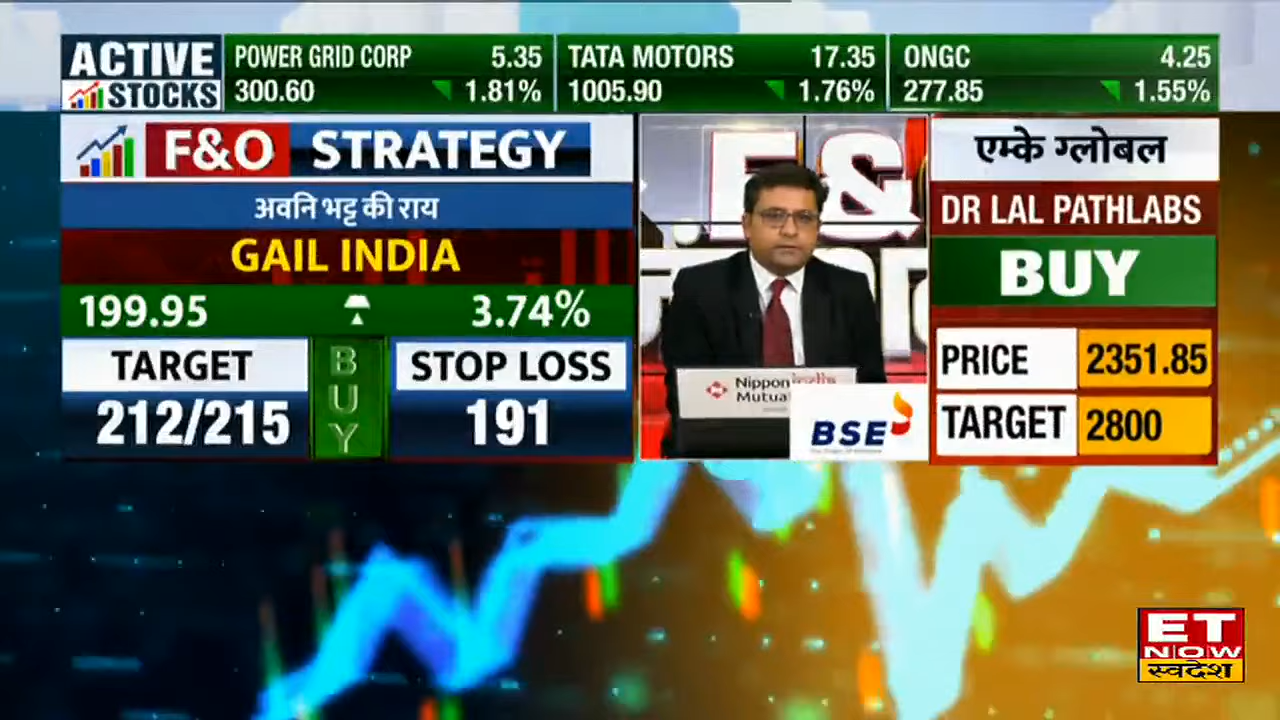 ACTIVE STOCKS
POWER GRID CORP 5.35
300.60 1.81%
TATA MOTORS 17.35
1005.90 1.76%
ONGC 4.25
277.85 1.55%
F&O STRATEGY
अवनि भट्ट की राय
GAIL INDIA
199.95 3.74%
TARGET
212/215
BUY
STOP LOSS
191
F&
Nippon india
Mutual
BSE
एम्के ग्लोबल
DR LAL PATHLABS
BUY
PRICE 2351.85
TARGET 2800
ET
NOW
स्वदेश